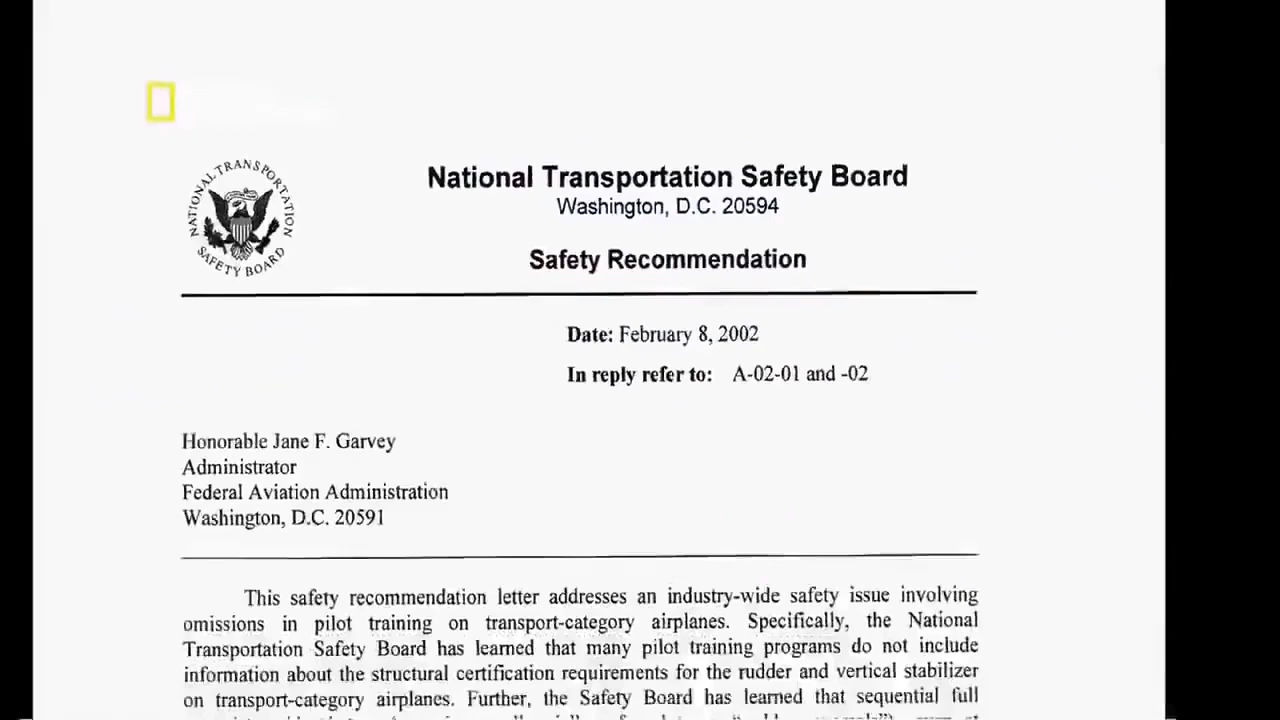 NATIONAL TRANSPORTATION
SAFETY BOARD
National Transportation Safety Board
Washington, D.C. 20594
Safety Recommendation
Date: February 8, 2002
In reply refer to: A-02-01 and -02
Honorable Jane F. Garvey
Administrator
Federal Aviation Administration
Washington, D.C. 20591
This safety recommendation letter addresses an industry-wide safety issue involving
omissions in pilot training on transport-category airplanes. Specifically, the National
Transportation Safety Board has learned that many pilot training programs do not include
information about the structural certification requirements for the rudder and vertical stabilizer
on transport-category airplanes. Further, the Safety Board has learned that sequential full